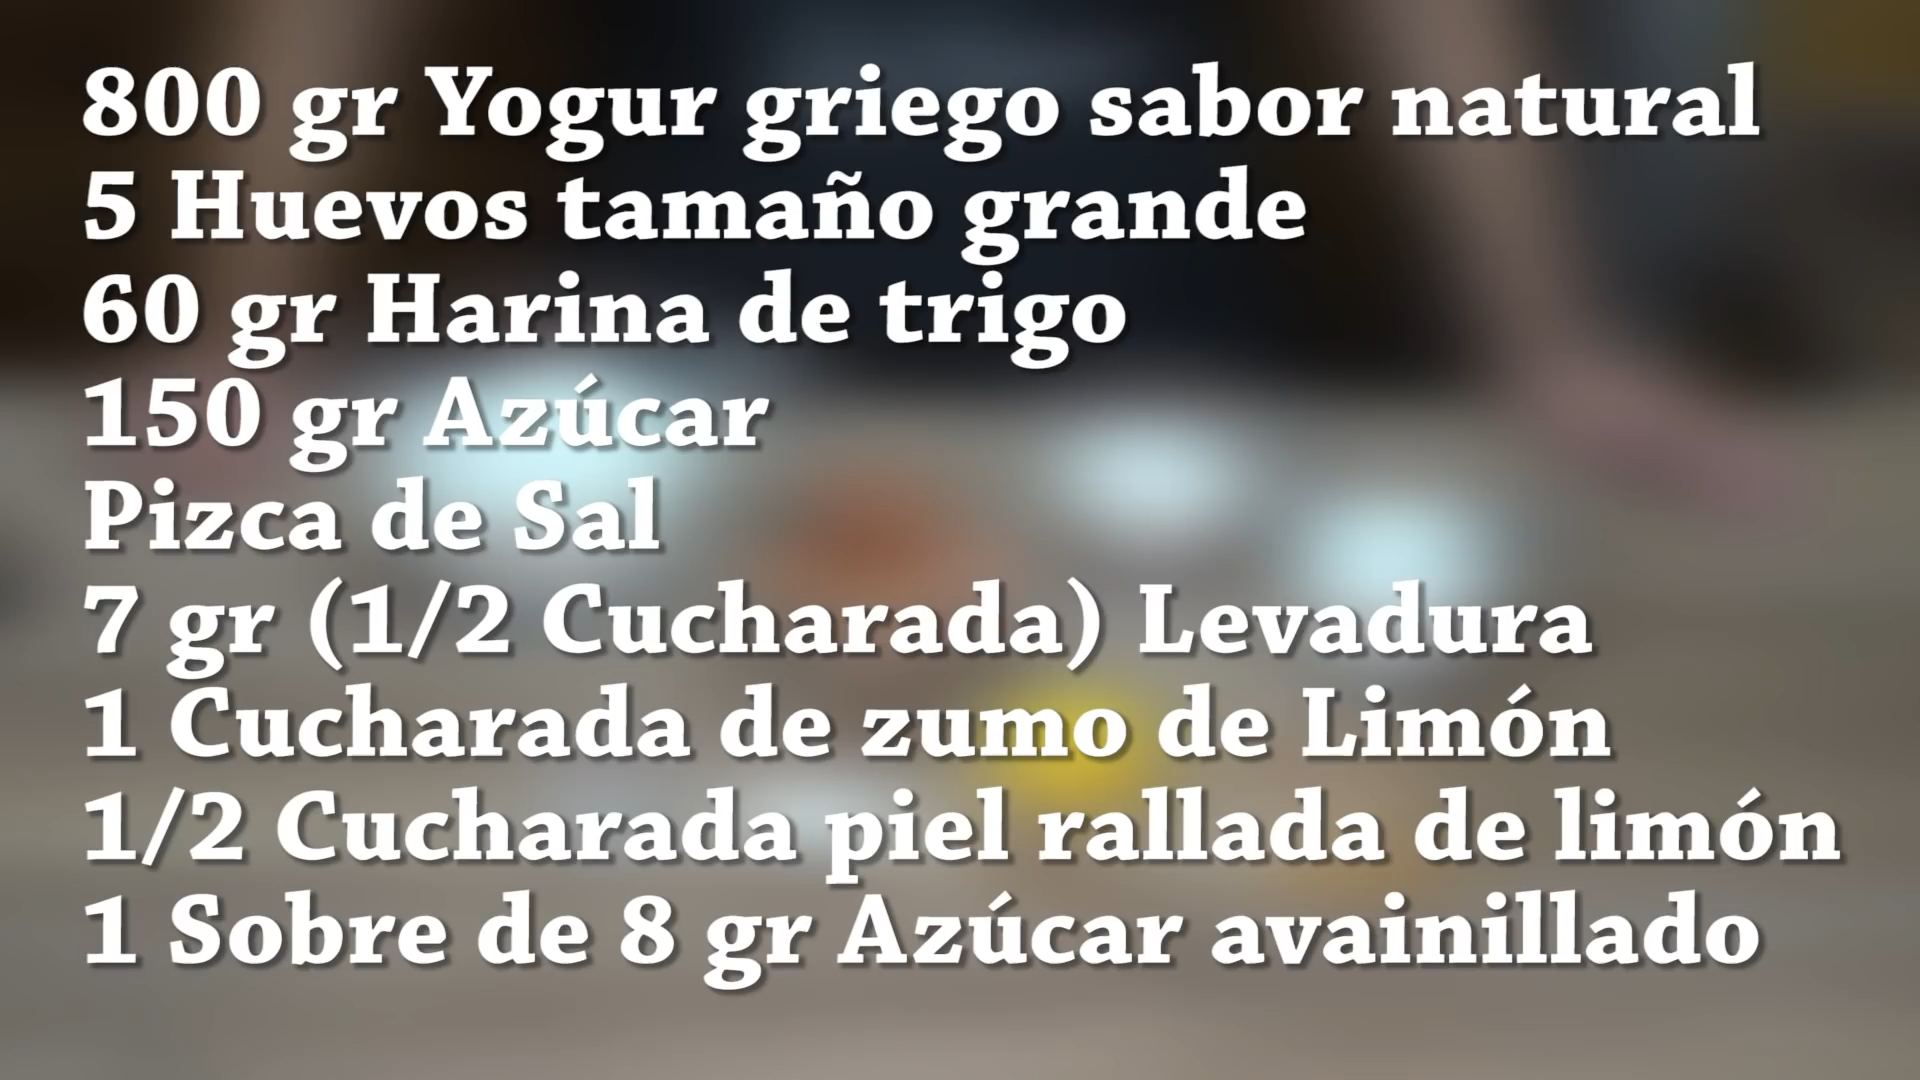 800 gr Yogur griego sabor natural
5 Huevos tamaño grande
60 gr Harina de trigo
150 gr Azúcar
Pizca de Sal
7 gr (1/2 Cucharada) Levadura
1 Cucharada de zumo de Limón
1/2 Cucharada piel rallada de limón
1 Sobre de 8 gr Azúcar avainillado